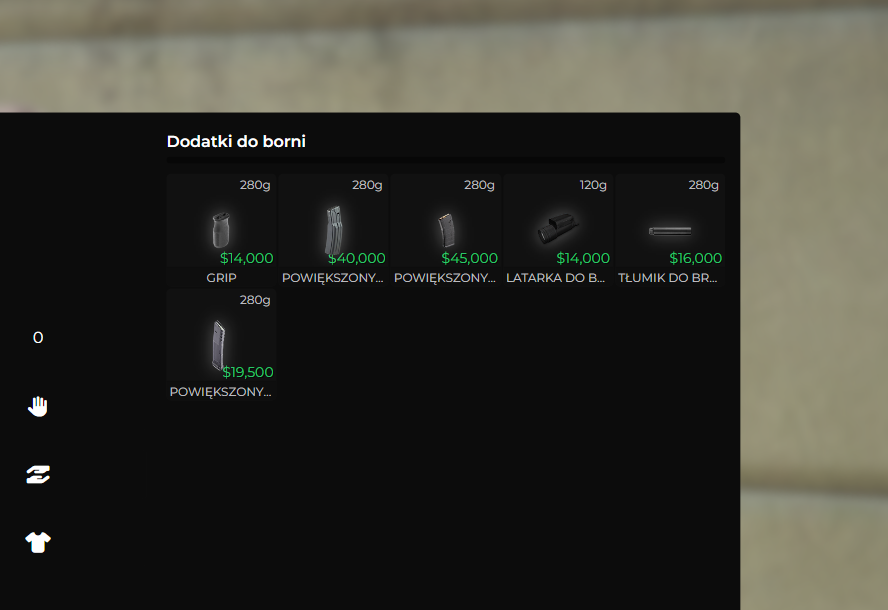 Dodatki do borni
280g 280g 280g 120g 280g
$14,000 $40,000 $45,000 $14,000 $16,000
GRIP POWIĘKSZONY... POWIĘKSZONY... LATARKA DO B... TŁUMIK DO BR...
280g
$19,500
POWIĘKSZONY...
0